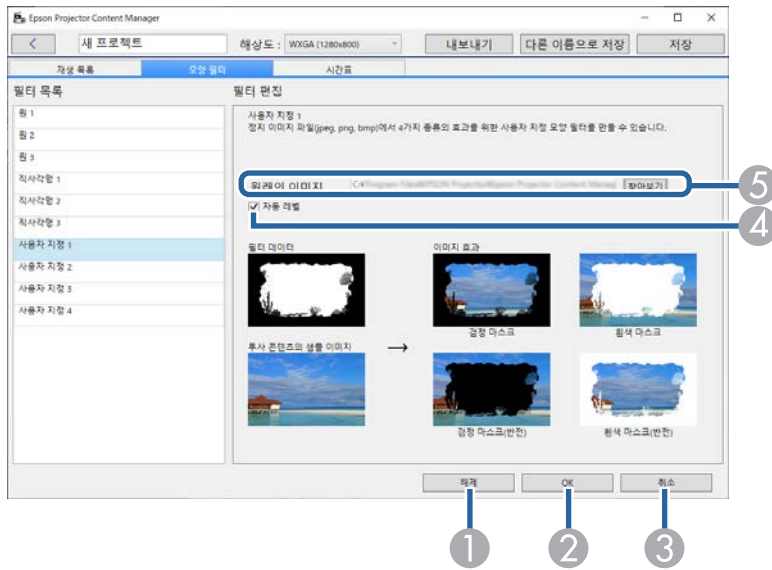 Epson Projector Content Manager
새 프로젝트
해상도 : WXGA (1280x800)
내보내기
다른 이름으로 저장
저장
재생 목록
모양 필터
시간표
필터 목록
필터 편집
원 1
원 2
원 3
직사각형 1
직사각형 2
직사각형 3
사용자 지정 1
사용자 지정 2
사용자 지정 3
사용자 지정 4
사용자 지정 1
정지 이미지 파일(jpeg, png, bmp)에서 4가지 종류의 효과를 위한 사용자 지정 모양 필터를 만들 수 있습니다.
원래의 이미지
찾아보기
5
자동 레벨
4
필터 데이터
이미지 효과
검정 마스크
흰색 마스크
투사 콘텐츠의 샘플 이미지
→
검정 마스크(반전)
흰색 마스크(반전)
해제
OK
취소
1
2
3